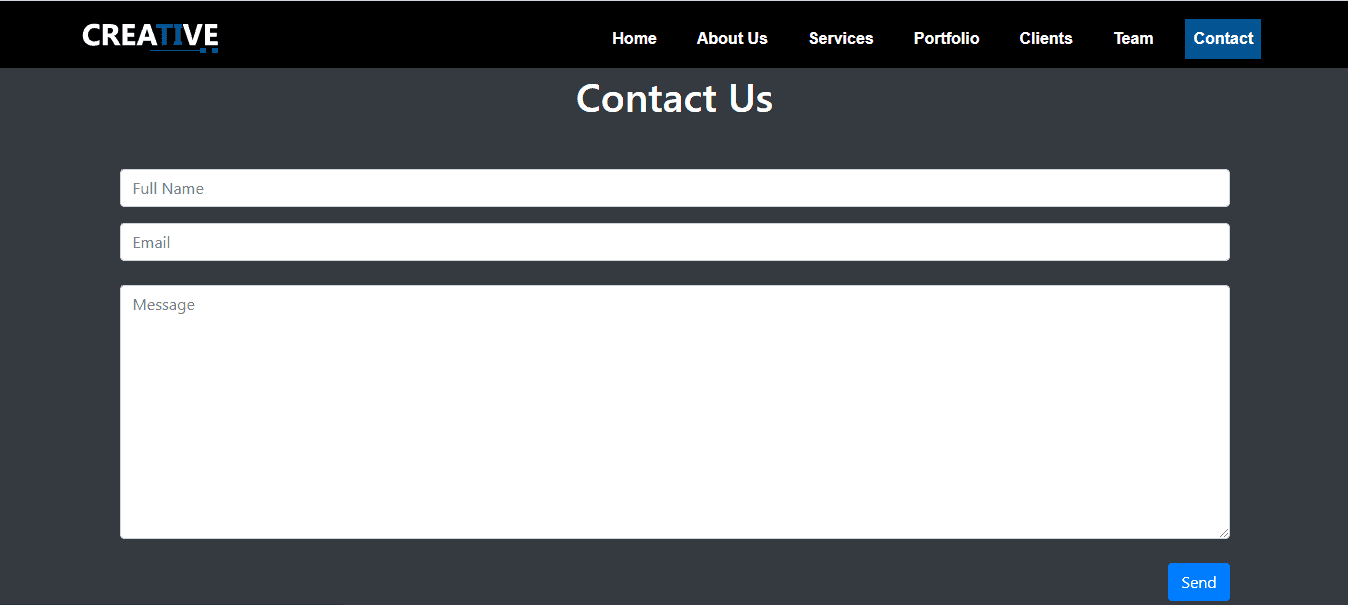 CREATIVE
Home About Us Services Portfolio Clients Team Contact
Contact Us
Full Name
Email
Message
Send